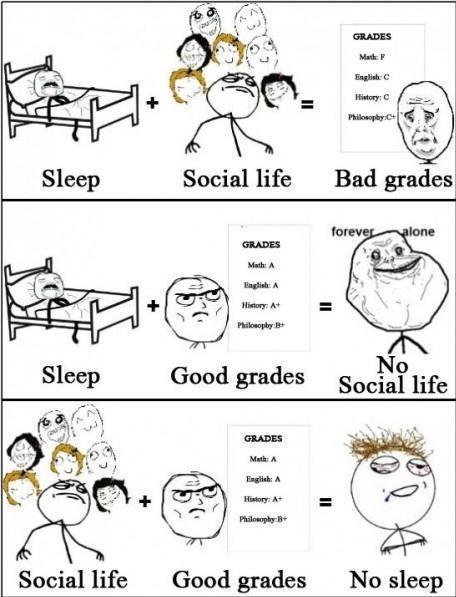 GRADES
Math: F
English: C
History: C
Philosophy:C+
+
=
Sleep
Social life
Bad grades
forever alone
GRADES
Math: A
English: A
History: A+
Philosophy:B+
+
=
Sleep
Good grades
No
Social life
GRADES
Math: A
English: A
History: A+
Philosophy:B+
+
=
Social life
Good grades
No sleep